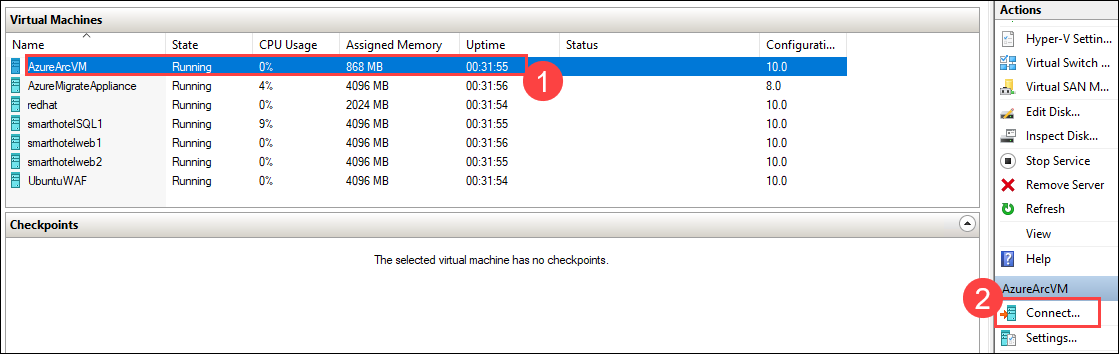 Virtual Machines
Name State CPU Usage Assigned Memory Uptime Status Configurati...
AzureArcVM Running 0% 868 MB 00:31:55 10.0
1
AzureMigrateAppliance Running 4% 4096 MB 00:31:56 8.0
redhat Running 0% 2024 MB 00:31:54 10.0
smarthotelSQL1 Running 9% 4096 MB 00:31:55 10.0
smarthotelweb1 Running 0% 4096 MB 00:31:56 10.0
smarthotelweb2 Running 0% 4096 MB 00:31:55 10.0
UbuntuWAF Running 0% 4096 MB 00:31:54 10.0
Checkpoints
The selected virtual machine has no checkpoints.
Actions
Hyper-V Settin...
Virtual Switch ...
Virtual SAN M...
Edit Disk...
Inspect Disk...
Stop Service
Remove Server
Refresh
View
Help
AzureArcVM
2
Connect...
Settings...